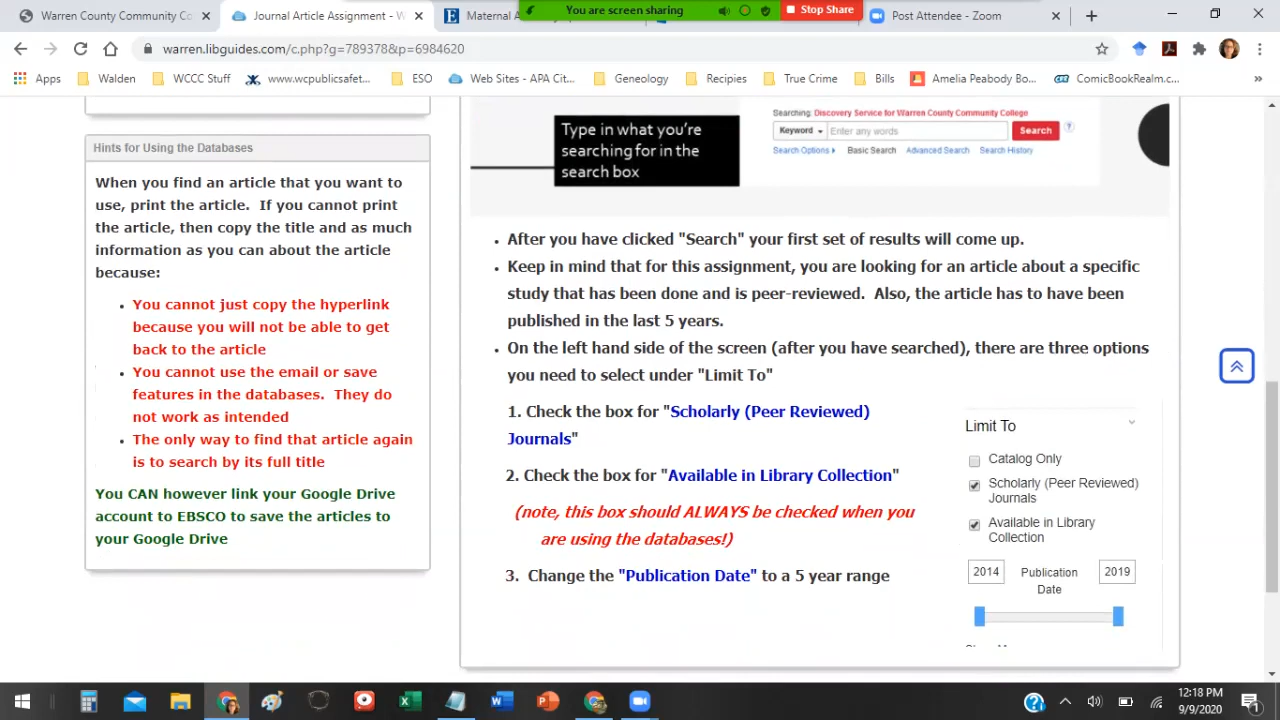 Warren County Community Co
Journal Article Assignment - W
Maternal A
You are screen sharing
Stop Share
Post Attendee - Zoom
warren.libguides.com/c.php?g=789378&p=6984620
Apps
Walden
WCCC Stuff
www.wcpublicsafet...
ESO
Web Sites - APA Cit...
Geneology
Recipies
True Crime
Bills
Amelia Peabody Bo...
ComicBookRealm.c...
»
Hints for Using the Databases
When you find an article that you want to
use, print the article. If you cannot print
the article, then copy the title and as much
information as you can about the article
because:
• You cannot just copy the hyperlink
because you will not be able to get
back to the article
• You cannot use the email or save
features in the databases. They do
not work as intended
• The only way to find that article again
is to search by its full title
You CAN however link your Google Drive
account to EBSCO to save the articles to
your Google Drive
Type in what you're
searching for in the
search box
Searching: Discovery Service for Warren County Community College
Keyword
Enter any words
Search
?
Search Options
Basic Search
Advanced Search
Search History
• After you have clicked "Search" your first set of results will come up.
• Keep in mind that for this assignment, you are looking for an article about a specific
study that has been done and is peer-reviewed. Also, the article has to have been
published in the last 5 years.
• On the left hand side of the screen (after you have searched), there are three options
you need to select under "Limit To"
1. Check the box for "Scholarly (Peer Reviewed)
Journals"
2. Check the box for "Available in Library Collection"
(note, this box should ALWAYS be checked when you
are using the databases!)
3. Change the "Publication Date" to a 5 year range
Limit To
Catalog Only
Scholarly (Peer Reviewed)
Journals
Available in Library
Collection
2014
Publication
Date
2019
12:18 PM
9/9/2020